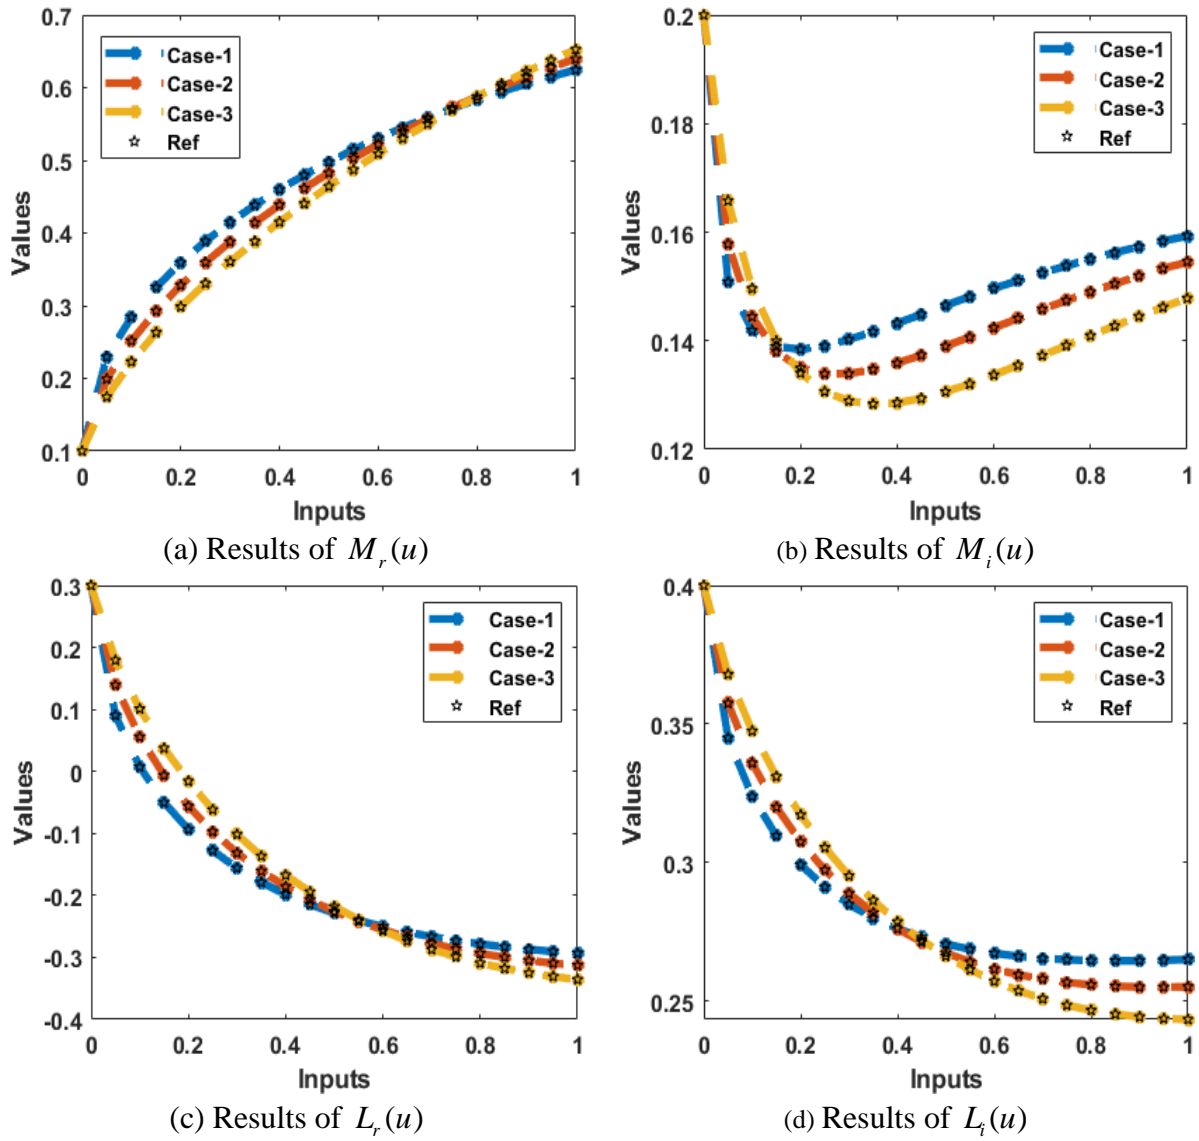 0.7
0.6
0.5
0.4
0.3
0.2
0.1
Values
Case-1
Case-2
Case-3
Ref
0 0.2 0.4 0.6 0.8 1
Inputs
(a) Results of M_r(u)
0.2
0.18
0.16
0.14
0.12
Values
Case-1
Case-2
Case-3
Ref
0 0.2 0.4 0.6 0.8 1
Inputs
(b) Results of M_i(u)
0.3
0.2
0.1
0
-0.1
-0.2
-0.3
-0.4
Values
Case-1
Case-2
Case-3
Ref
0 0.2 0.4 0.6 0.8 1
Inputs
(c) Results of L_r(u)
0.4
0.35
0.3
0.25
Values
Case-1
Case-2
Case-3
Ref
0 0.2 0.4 0.6 0.8 1
Inputs
(d) Results of L_i(u)